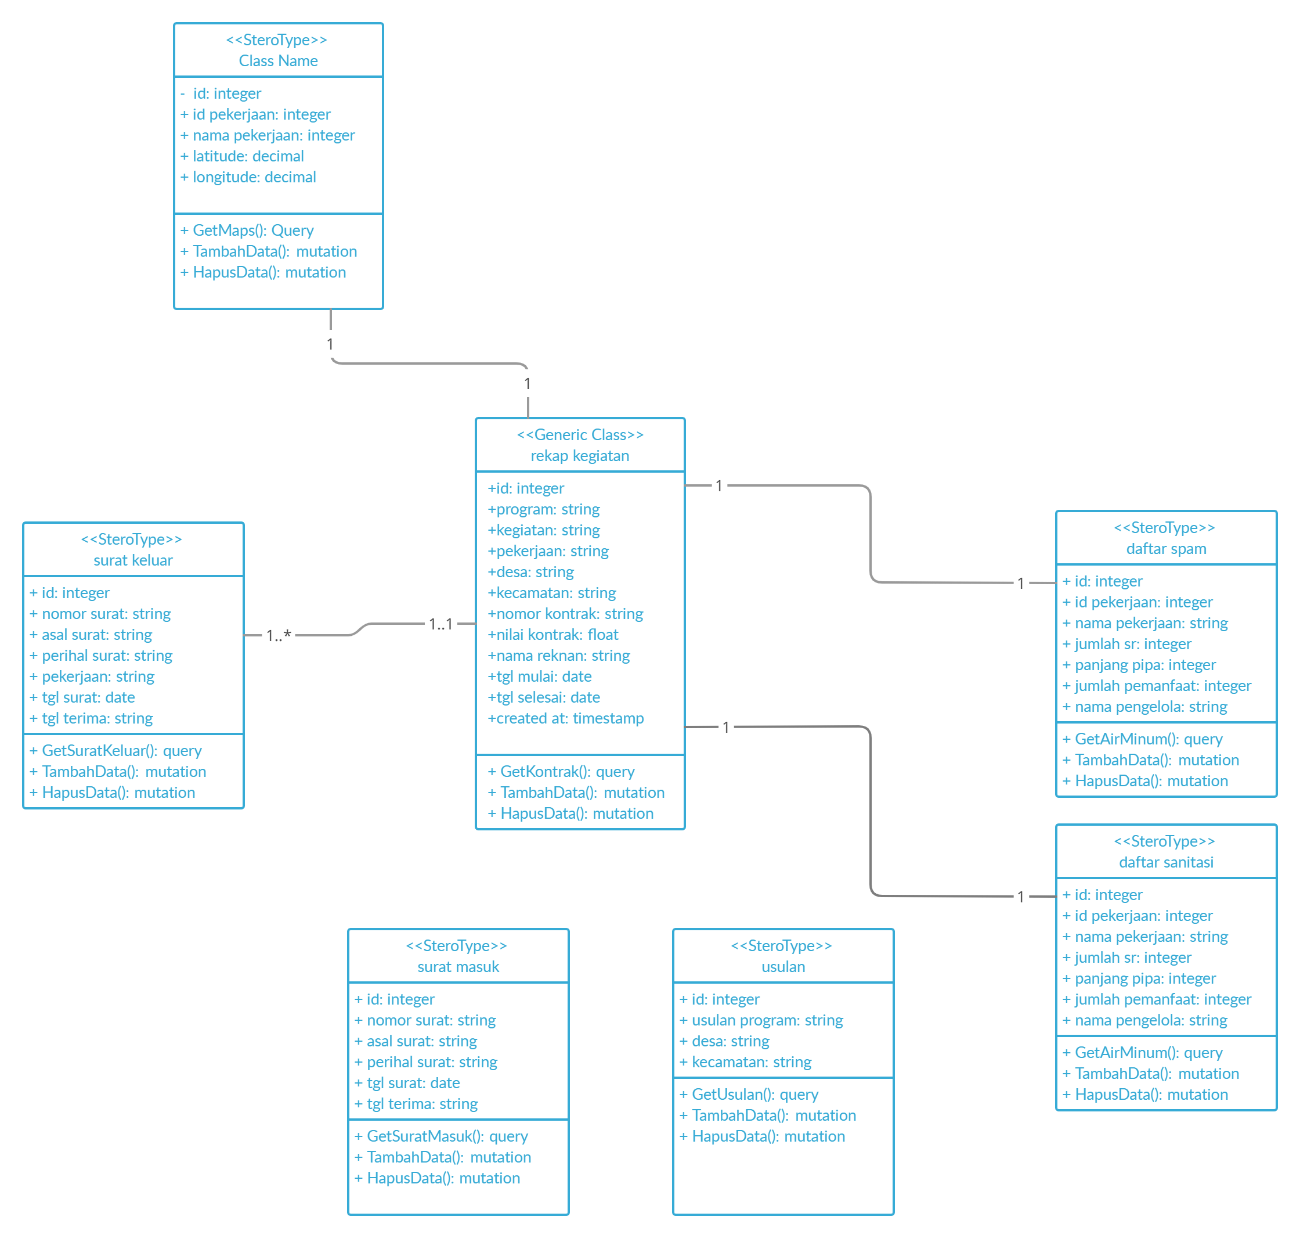 <<SteroType>>
Class Name
- id: integer
+ id pekerjaan: integer
+ nama pekerjaan: integer
+ latitude: decimal
+ longitude: decimal
+ GetMaps(): Query
+ TambahData(): mutation
+ HapusData(): mutation
1
1
<<Generic Class>>
rekap kegiatan
+id: integer
+program: string
+kegiatan: string
+pekerjaan: string
+desa: string
+kecamatan: string
+nomor kontrak: string
+nilai kontrak: float
+nama reknan: string
+tgl mulai: date
+tgl selesai: date
+created at: timestamp
+ GetKontrak(): query
+ TambahData(): mutation
+ HapusData(): mutation
<<SteroType>>
surat keluar
+ id: integer
+ nomor surat: string
+ asal surat: string
+ perihal surat: string
+ pekerjaan: string
+ tgl surat: date
+ tgl terima: string
+ GetSuratKeluar(): query
+ TambahData(): mutation
+ HapusData(): mutation
1..*
1..1
1
1
<<SteroType>>
daftar spam
+ id: integer
+ id pekerjaan: integer
+ nama pekerjaan: string
+ jumlah sr: integer
+ panjang pipa: integer
+ jumlah pemanfaat: integer
+ nama pengelola: string
+ GetAirMinum(): query
+ TambahData(): mutation
+ HapusData(): mutation
1
1
<<SteroType>>
daftar sanitasi
+ id: integer
+ id pekerjaan: integer
+ nama pekerjaan: string
+ jumlah sr: integer
+ panjang pipa: integer
+ jumlah pemanfaat: integer
+ nama pengelola: string
+ GetAirMinum(): query
+ TambahData(): mutation
+ HapusData(): mutation
<<SteroType>>
surat masuk
+ id: integer
+ nomor surat: string
+ asal surat: string
+ perihal surat: string
+ tgl surat: date
+ tgl terima: string
+ GetSuratMasuk(): query
+ TambahData(): mutation
+ HapusData(): mutation
<<SteroType>>
usulan
+ id: integer
+ usulan program: string
+ desa: string
+ kecamatan: string
+ GetUsulan(): query
+ TambahData(): mutation
+ HapusData(): mutation